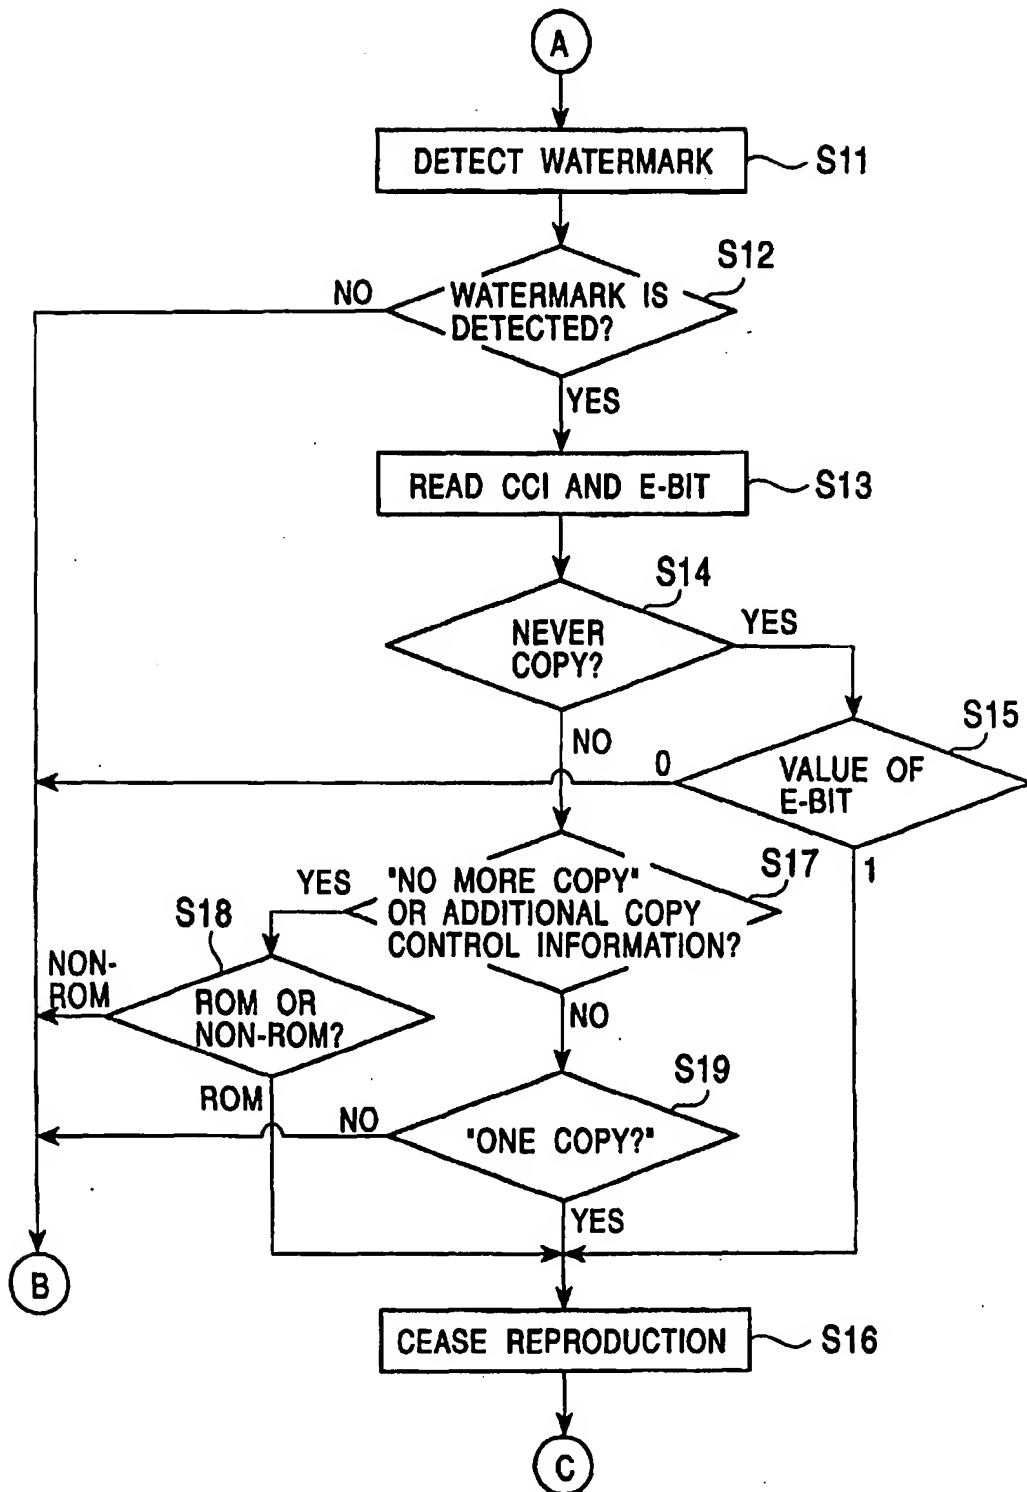 A
DETECT WATERMARK
S11
S12
NO
WATERMARK IS
DETECTED?
YES
READ CCI AND E-BIT
S13
S14
NEVER
COPY?
YES
NO
S15
0
VALUE OF
E-BIT
1
S17
YES
"NO MORE COPY"
OR ADDITIONAL COPY
CONTROL INFORMATION?
S18
NON-
ROM
ROM OR
NON-ROM?
NO
ROM
S19
NO
"ONE COPY?"
YES
B
CEASE REPRODUCTION
S16
C